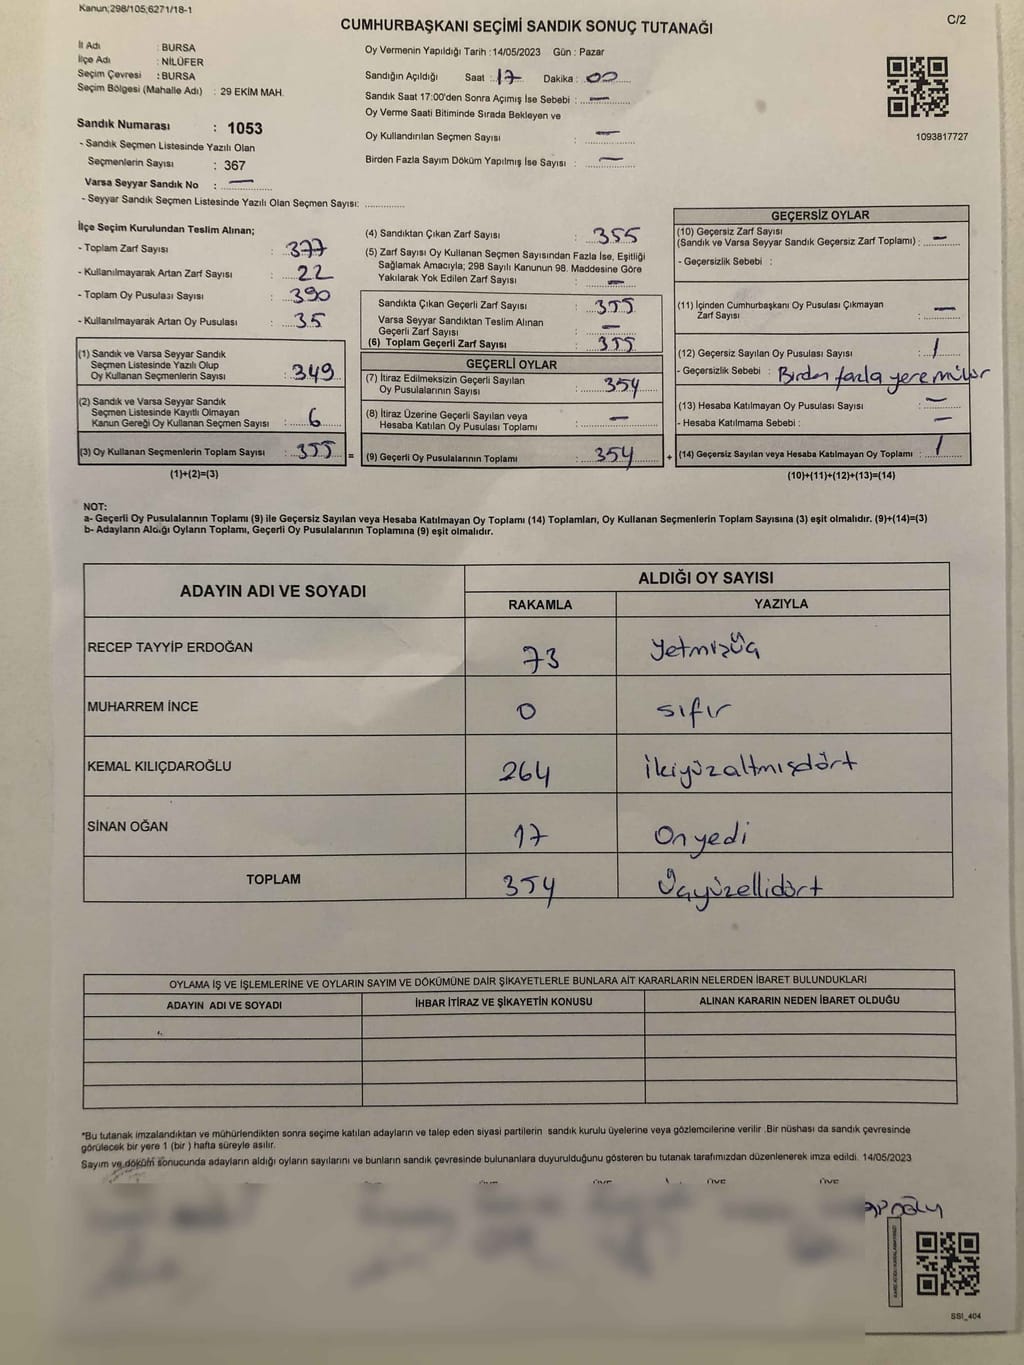 Kanun;298/105,6271/18-1
C/2
CUMHURBAŞKANI SEÇİMİ SANDIK SONUÇ TUTANAĞI
İl Adı : BURSA
İlçe Adı : NİLÜFER
Seçim Çevresi : BURSA
Seçim Bölgesi (Mahalle Adı) : 29 EKİM MAH.
Sandık Numarası : 1053
- Sandık Seçmen Listesinde Yazılı Olan
Seçmenlerin Sayısı : 367
Varsa Seyyar Sandık No : —
- Seyyar Sandık Seçmen Listesinde Yazılı Olan Seçmen Sayısı: ..............
Oy Vermenin Yapıldığı Tarih :14/05/2023 Gün : Pazar
Sandığın Açıldığı Saat : 17 Dakika : 00
Sandık Saat 17:00'den Sonra Açımış İse Sebebi : —
Oy Verme Saati Bitiminde Sırada Bekleyen ve
Oy Kullandırılan Seçmen Sayısı : —
Birden Fazla Sayım Döküm Yapılmış İse Sayısı : —
1093817727
İlçe Seçim Kurulundan Teslim Alınan;
- Toplam Zarf Sayısı : 377
- Kullanılmayarak Artan Zarf Sayısı : 22
- Toplam Oy Pusulası Sayısı : 390
- Kullanılmayarak Artan Oy Pusulası : 35
(1) Sandık ve Varsa Seyyar Sandık
Seçmen Listesinde Yazılı Olup
Oy Kullanan Seçmenlerin Sayısı : 349
(2) Sandık ve Varsa Seyyar Sandık
Seçmen Listesinde Kayıtlı Olmayan
Kanun Gereği Oy Kullanan Seçmen Sayısı : 6
(3) Oy Kullanan Seçmenlerin Toplam Sayısı : 355 =
(1)+(2)=(3)
(4) Sandıktan Çıkan Zarf Sayısı : 355
(5) Zarf Sayısı Oy Kullanan Seçmen Sayısından Fazla İse, Eşitliği
Sağlamak Amacıyla; 298 Sayılı Kanunun 98. Maddesine Göre
Yakılarak Yok Edilen Zarf Sayısı : —
Sandıkta Çıkan Geçerli Zarf Sayısı : 355
Varsa Seyyar Sandıktan Teslim Alınan
Geçerli Zarf Sayısı : —
(6) Toplam Geçerli Zarf Sayısı : 355
GEÇERLİ OYLAR
(7) İtiraz Edilmeksizin Geçerli Sayılan
Oy Pusulalarının Sayısı : 354
(8) İtiraz Üzerine Geçerli Sayılan veya
Hesaba Katılan Oy Pusulası Toplamı : —
(9) Geçerli Oy Pusulalarının Toplamı : 354 +
GEÇERSİZ OYLAR
(10) Geçersiz Zarf Sayısı
(Sandık ve Varsa Seyyar Sandık Geçersiz Zarf Toplamı) : —
- Geçersizlik Sebebi :
(11) İçinden Cumhurbaşkanı Oy Pusulası Çıkmayan
Zarf Sayısı : —
(12) Geçersiz Sayılan Oy Pusulası Sayısı : 1
- Geçersizlik Sebebi : Birden fazla yere mühür
(13) Hesaba Katılmayan Oy Pusulası Sayısı : —
- Hesaba Katılmama Sebebi : —
(14) Geçersiz Sayılan veya Hesaba Katılmayan Oy Toplamı : 1
(10)+(11)+(12)+(13)=(14)
NOT:
a- Geçerli Oy Pusulalarının Toplamı (9) ile Geçersiz Sayılan veya Hesaba Katılmayan Oy Toplamı (14) Toplamları, Oy Kullanan Seçmenlerin Toplam Sayısına (3) eşit olmalıdır. (9)+(14)=(3)
b- Adayların Aldığı Oyların Toplamı, Geçerli Oy Pusulalarının Toplamına (9) eşit olmalıdır.
ADAYIN ADI VE SOYADI
ALDIĞI OY SAYISI
RAKAMLA YAZIYLA
RECEP TAYYİP ERDOĞAN 73 Yetmişüç
MUHARREM İNCE 0 sıfır
KEMAL KILIÇDAROĞLU 264 İkiyüzaltmışdört
SİNAN OĞAN 17 Onyedi
TOPLAM 354 Üçyüzellidört
OYLAMA İŞ VE İŞLEMLERİNE VE OYLARIN SAYIM VE DÖKÜMÜNE DAİR ŞİKAYETLERLE BUNLARA AİT KARARLARIN NELERDEN İBARET BULUNDUKLARI
ADAYIN ADI VE SOYADI İHBAR İTİRAZ VE ŞİKAYETİN KONUSU ALINAN KARARIN NEDEN İBARET OLDUĞU
*Bu tutanak imzalandıktan ve mühürlendikten sonra seçime katılan adayların ve talep eden siyasi partilerin sandık kurulu üyelerine veya gözlemcilerine verilir .Bir nüshası da sandık çevresinde
görülecek bir yere 1 (bir ) hafta süreyle asılır.
Sayım ve döküm sonucunda adayların aldığı oyların sayılarını ve bunların sandık çevresinde bulunanlara duyurulduğunu gösteren bu tutanak tarafımızdan düzenlenerek imza edildi. 14/05/2023
SSI_404